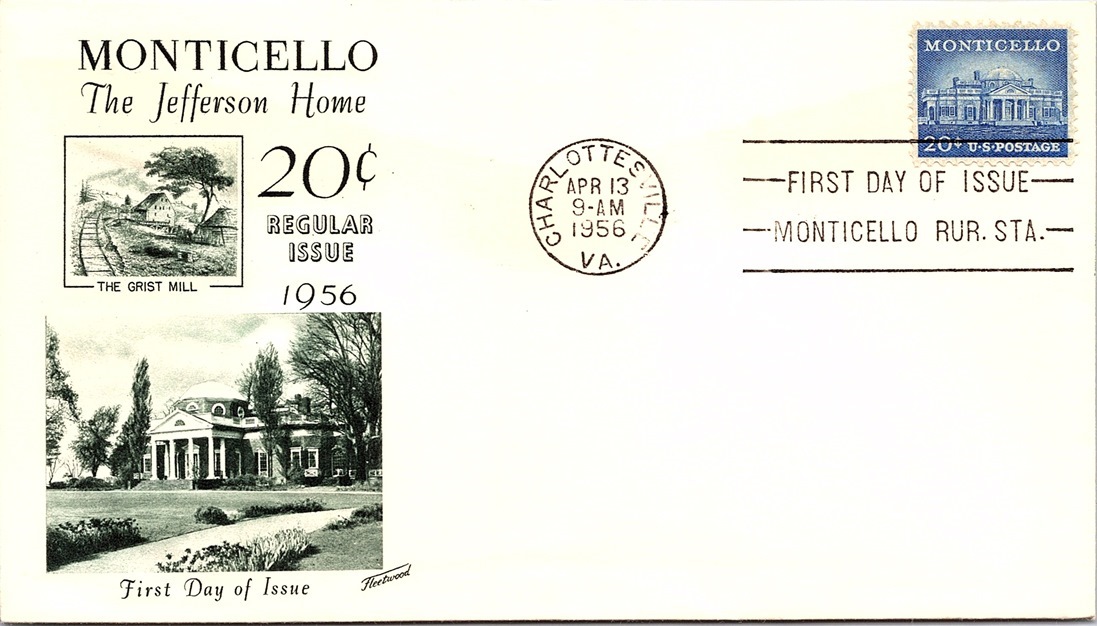 MONTICELLO
The Jefferson Home
20¢
REGULAR
ISSUE
1956
THE GRIST MILL
First Day of Issue
Fleetwood
CHARLOTTESVILLE
APR 13
9-AM
1956
VA.
MONTICELLO
20¢ U·S·POSTAGE
FIRST DAY OF ISSUE
MONTICELLO RUR. STA.